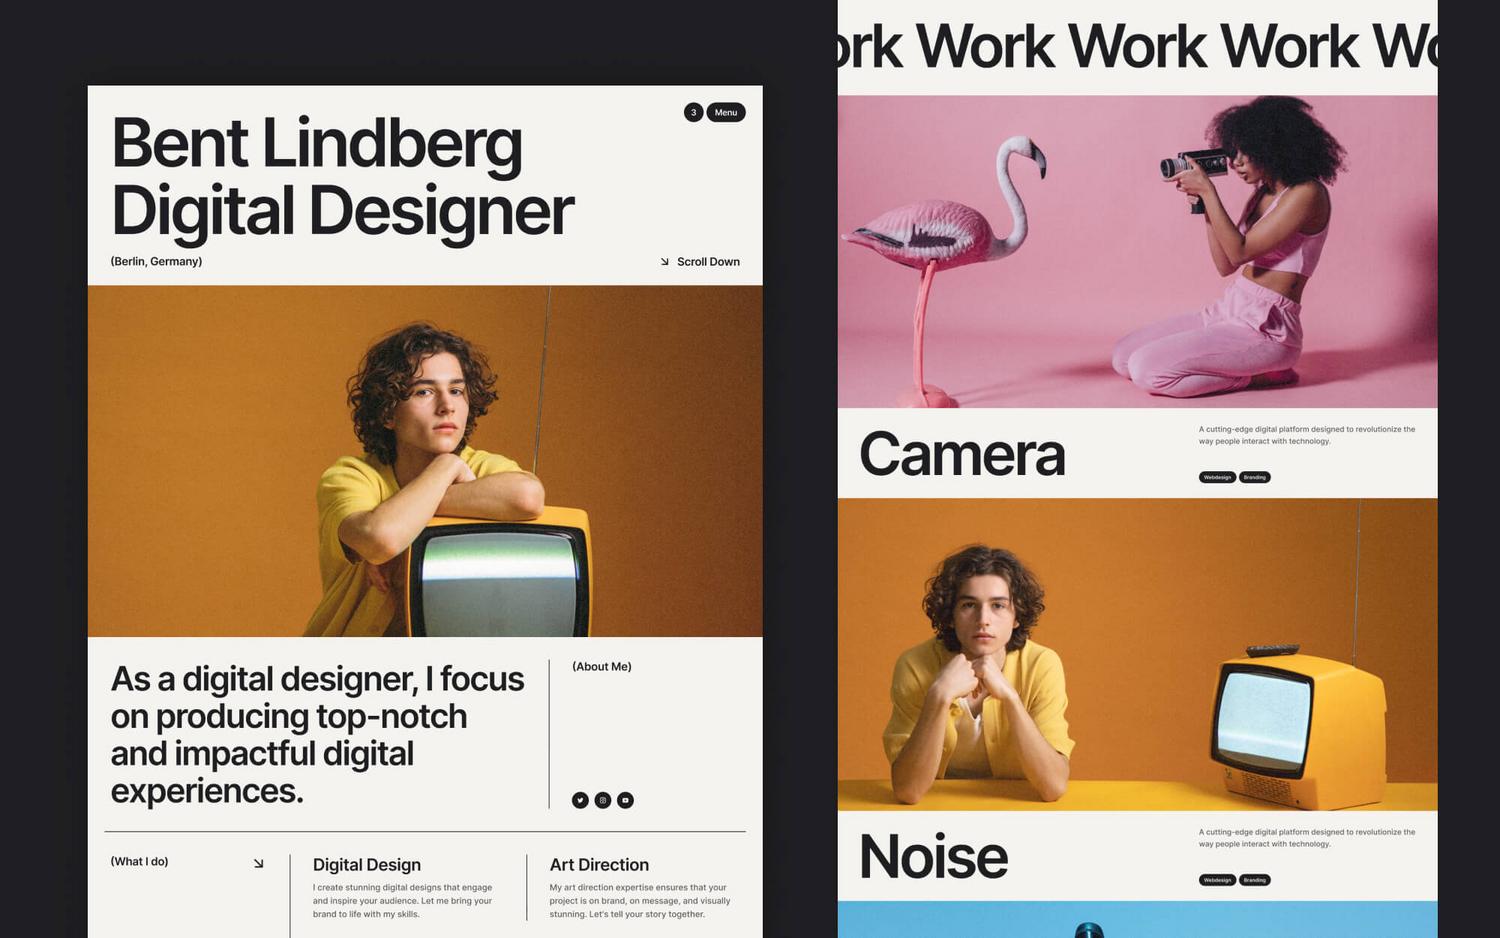 3 Menu
Bent Lindberg
Digital Designer
(Berlin, Germany)
Scroll Down
As a digital designer, I focus
on producing top-notch
and impactful digital
experiences.
(About Me)
(What I do)
Digital Design
I create stunning digital designs that engage
and inspire your audience. Let me bring your
brand to life with my skills.
Art Direction
My art direction expertise ensures that your
project is on brand, on message, and visually
stunning. Let's tell your story together.
ork Work Work Work Wo
Camera
A cutting-edge digital platform designed to revolutionize the
way people interact with technology.
Webdesign Branding
Noise
A cutting-edge digital platform designed to revolutionize the
way people interact with technology.
Webdesign Branding